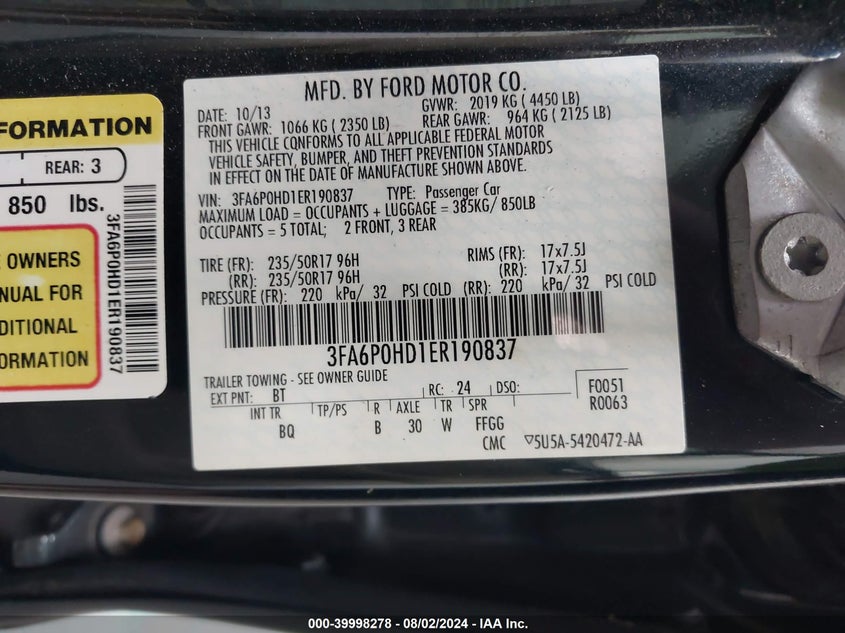 FORMATION
REAR: 3
850 lbs.
E OWNERS
NUAL FOR
DITIONAL
FORMATION
3FA6P0HD1ER190837
MFD. BY FORD MOTOR CO.
DATE: 10/13 GVWR: 2019 KG ( 4450 LB)
FRONT GAWR: 1066 KG ( 2350 LB) REAR GAWR: 964 KG ( 2125 LB)
THIS VEHICLE CONFORMS TO ALL APPLICABLE FEDERAL MOTOR
VEHICLE SAFETY, BUMPER, AND THEFT PREVENTION STANDARDS
IN EFFECT ON THE DATE OF MANUFACTURE SHOWN ABOVE.
VIN: 3FA6P0HD1ER190837 TYPE: Passenger Car
MAXIMUM LOAD = OCCUPANTS + LUGGAGE = 385KG/ 850LB
OCCUPANTS = 5 TOTAL; 2 FRONT, 3 REAR
TIRE (FR): 235/50R17 96H RIMS (FR): 17x7.5J
(RR): 235/50R17 96H (RR): 17x7.5J
PRESSURE (FR): 220 kPa/ 32 PSI COLD (RR): 220 kPa/ 32 PSI COLD
3FA6P0HD1ER190837
TRAILER TOWING - SEE OWNER GUIDE
EXT PNT: BT RC: 24 DSO: F0051
INT TR TP/PS R AXLE TR SPR R0063
BQ B 30 W FFGG
CMC ▽5U5A-5420472-AA
000-39998278 - 08/02/2024 - IAA Inc.